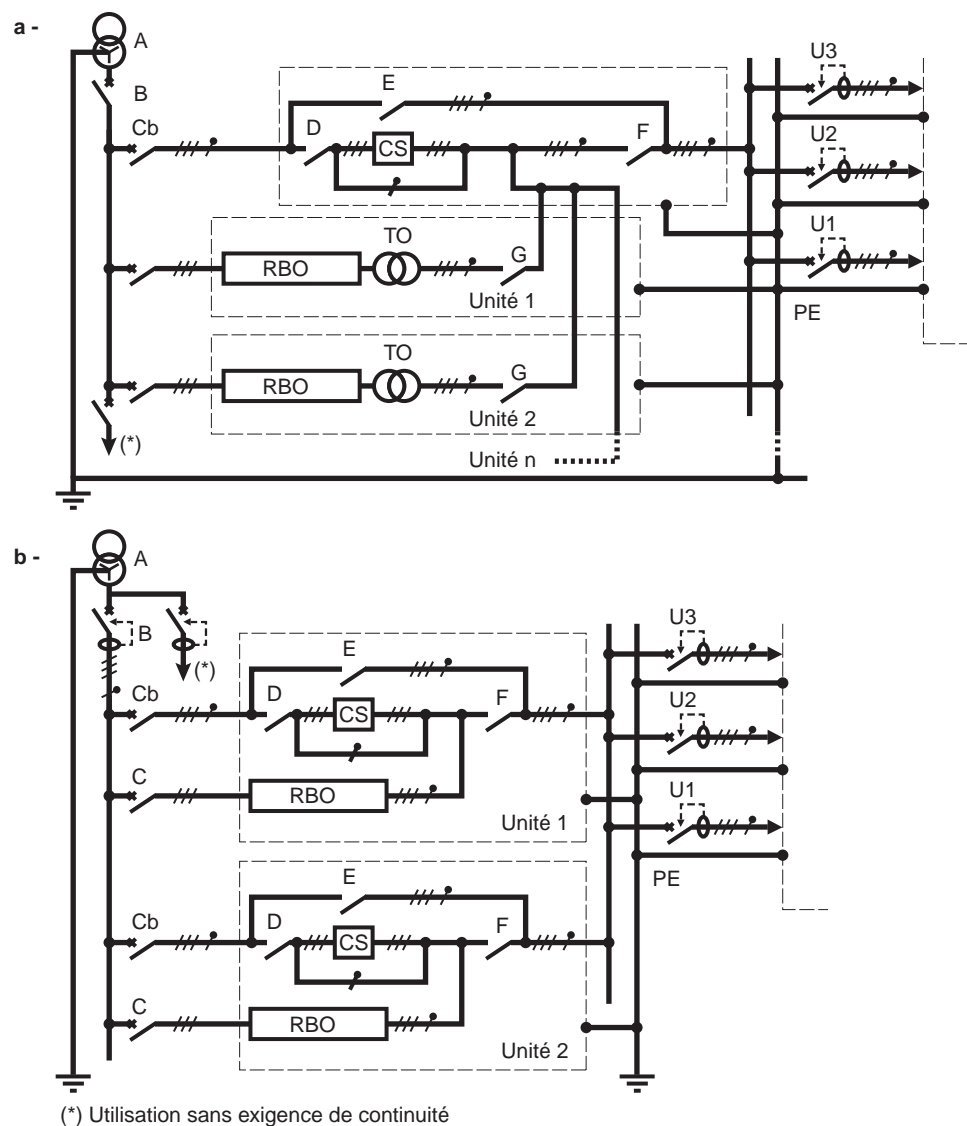 a -
A
B
Cb
E
D
CS
F
U3
U2
U1
TO
RBO
G
Unité 1
PE
TO
RBO
G
Unité 2
(*)
Unité n
b -
A
B
(*)
Cb
E
D
CS
F
C
RBO
Unité 1
U3
U2
U1
PE
Cb
E
D
CS
F
C
RBO
Unité 2
(*) Utilisation sans exigence de continuité